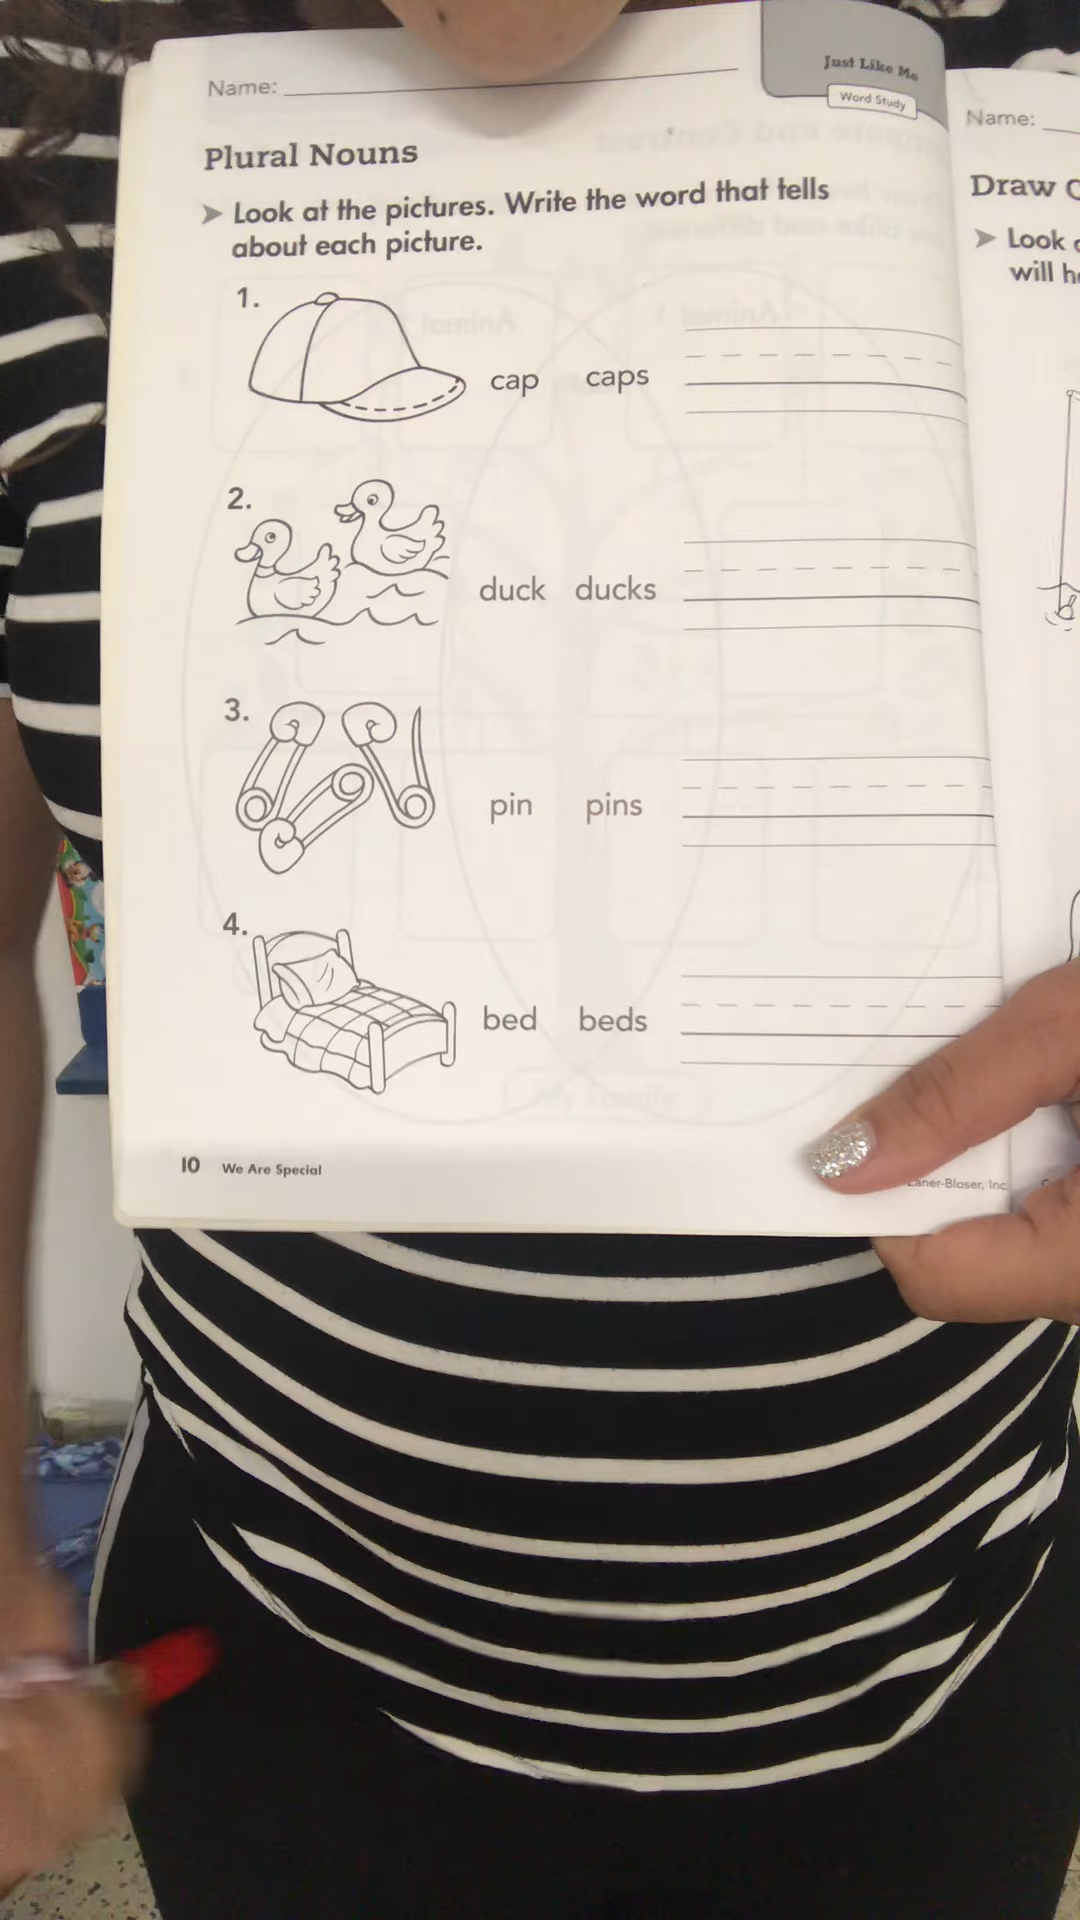 Just Like Me
Word Study
Name:
Plural Nouns
➤ Look at the pictures. Write the word that tells
about each picture.
1.
cap caps
2.
duck ducks
3.
pin pins
4.
bed beds
10 We Are Special
Zaner-Bloser, Inc
Name:
Draw
➤ Look
will